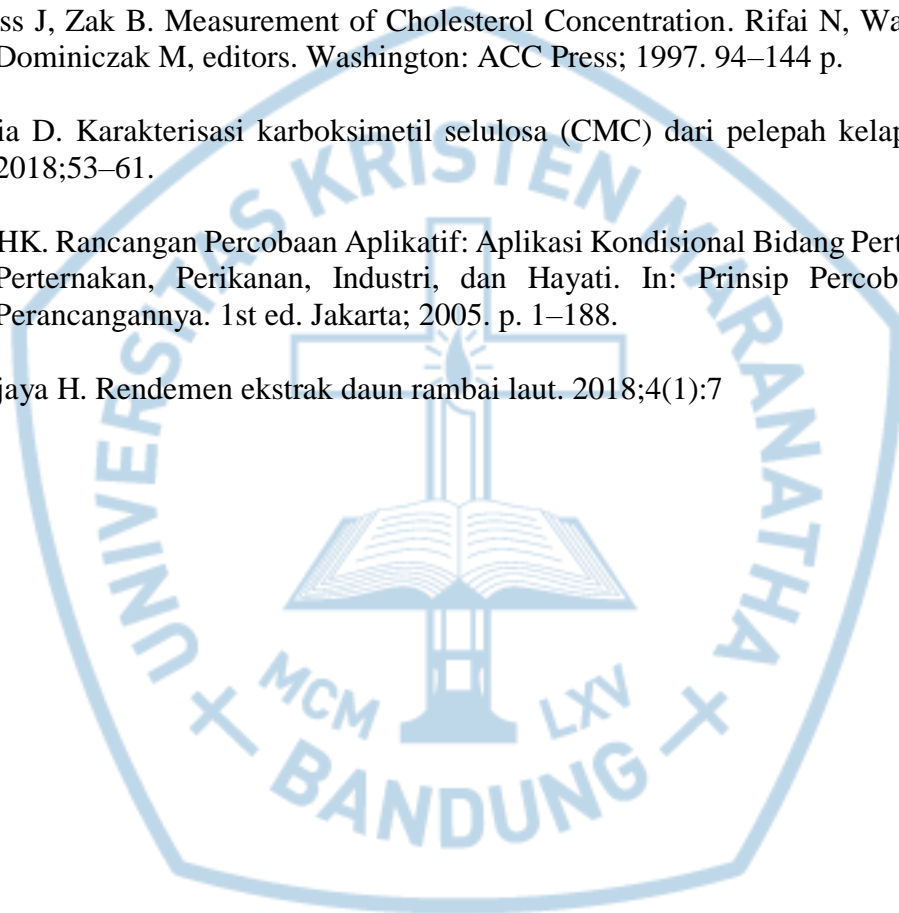 ss J, Zak B. Measurement of Cholesterol Concentration. Rifai N, Wa
Dominiczak M, editors. Washington: ACC Press; 1997. 94–144 p.
ia D. Karakterisasi karboksimetil selulosa (CMC) dari pelepah kelap
2018;53–61.
HK. Rancangan Percobaan Aplikatif: Aplikasi Kondisional Bidang Pert
Perternakan, Perikanan, Industri, dan Hayati. In: Prinsip Percob
Perancangannya. 1st ed. Jakarta; 2005. p. 1–188.
jaya H. Rendemen ekstrak daun rambai laut. 2018;4(1):7
UNIVERSITAS KRISTEN MARANATHA
MCM LXV
BANDUNG